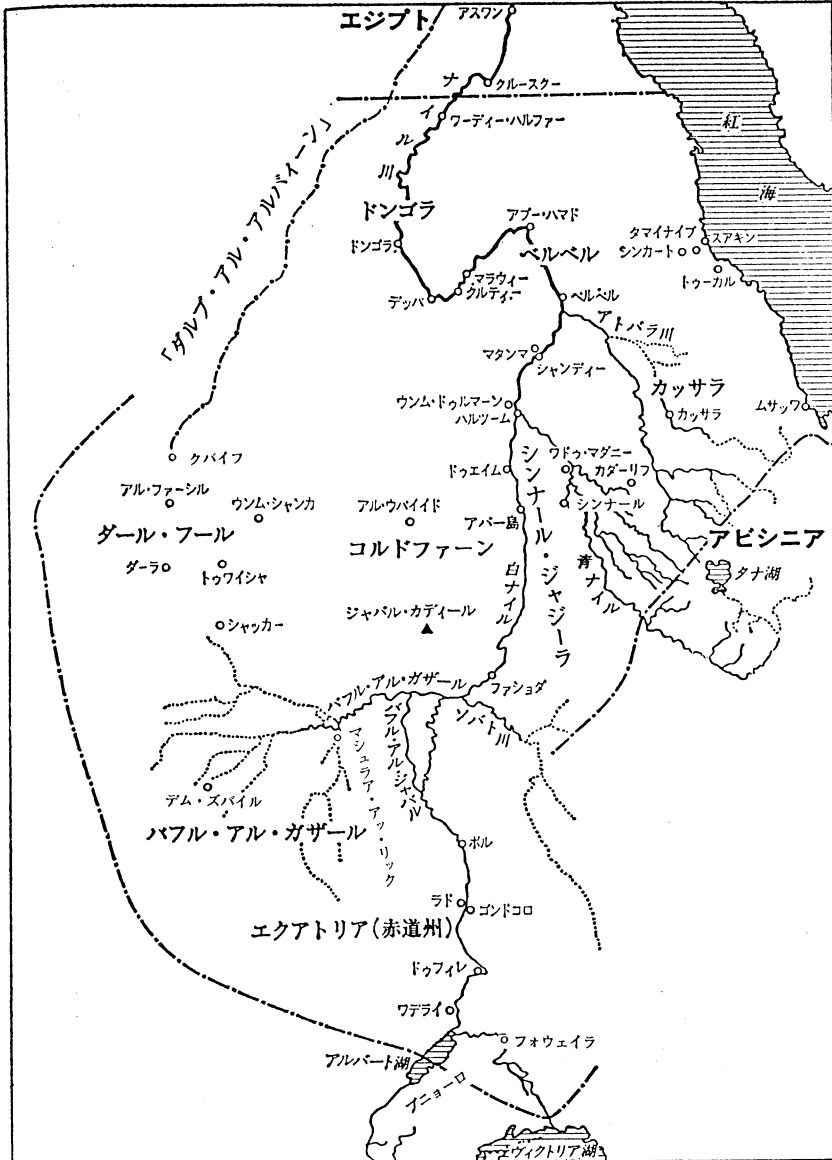 エジプト
アスワン
クルースクー
ナイル川
ワーディー・ハルファー
紅海
「ダルブ・アル・アルバイーン」
ドンゴラ
ドンゴラ
アブー・ハマド
ベルベル
タマイナイブ
スアキン
シンカート
トゥーカル
マラウィー
クルティー
デッバ
ベルベル
アトバラ川
マタンマ
シャンディー
カッサラ
カッサラ
ムサッワ
ウンム・ドゥルマーン
ハルツーム
クバイフ
シンナール・ジャジーラ
ワドゥ・マダニー
カダーリフ
ドゥエイム
シンナール
アル・ファーシル
ウンム・シャンカ
アル・ウバイイド
アバー島
ダール・フール
コルドファーン
アビシニア
ダーラ
トゥワイシャ
白ナイル
青ナイル
タナ湖
シャッカー
ジャバル・カディール
ファショダ
バフル・アル・ガザール
バフル・アル・ジャバル
ソバト川
マシュラア・アッ・リック
デム・ズバイル
バフル・アル・ガザール
ボル
ラド
ゴンドコロ
エクアトリア(赤道州)
ドゥフィレ
ワデライ
フォウェイラ
アルバート湖
ブニョーロ
ヴィクトリア湖